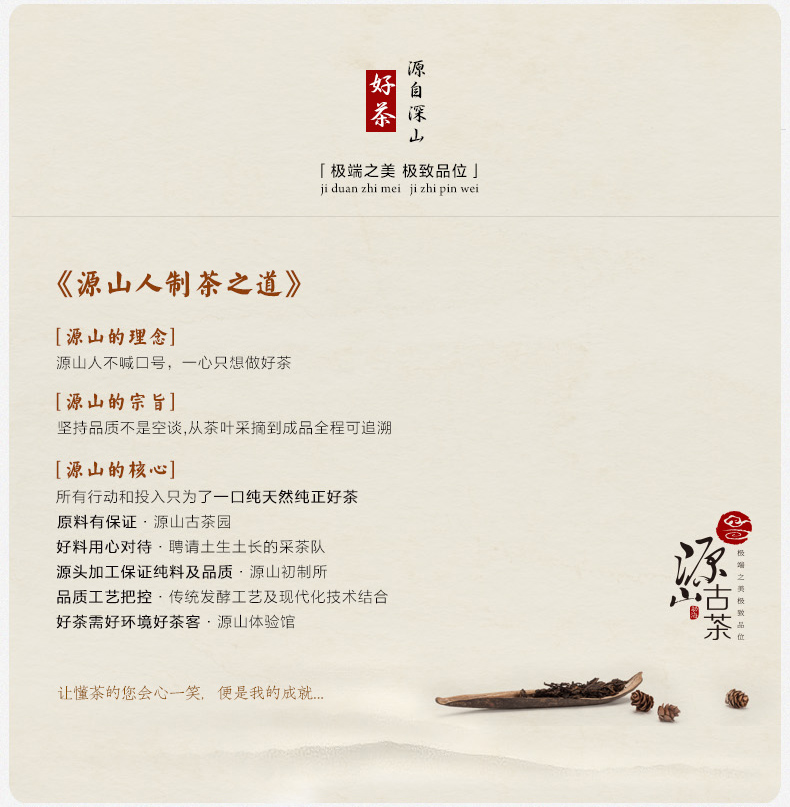 好茶
源自深山
「极端之美 极致品位」
ji duan zhi mei ji zhi pin wei
《源山人制茶之道》
[源山的理念]
源山人不喊口号，一心只想做好茶
[源山的宗旨]
坚持品质不是空谈,从茶叶采摘到成品全程可追溯
[源山的核心]
所有行动和投入只为了一口纯天然纯正好茶
原料有保证 · 源山古茶园
好料用心对待 · 聘请土生土长的采茶队
源头加工保证纯料及品质 · 源山初制所
品质工艺把控 · 传统发酵工艺及现代化技术结合
好茶需好环境好茶客 · 源山体验馆
源山古茶
极端之美极致品位
让懂茶的您会心一笑，便是我的成就...